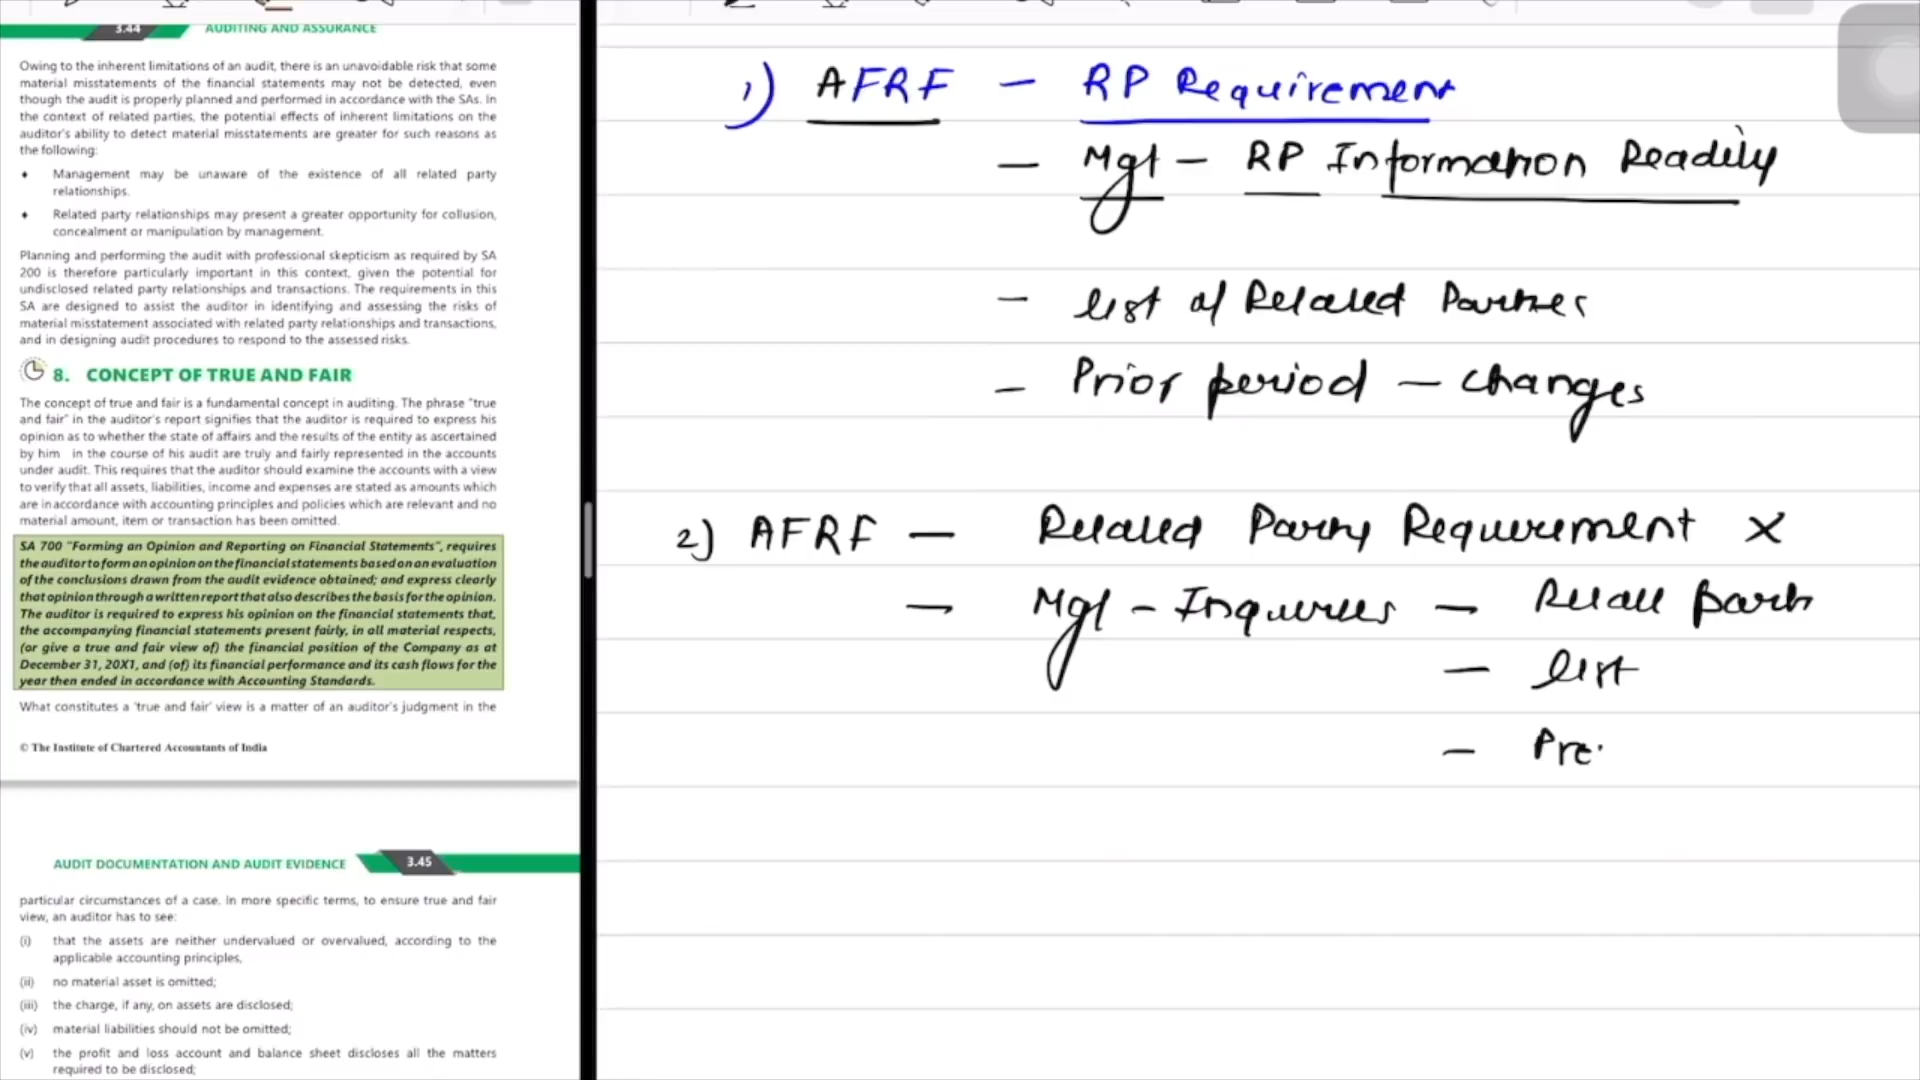 3.44 AUDITING AND ASSURANCE
Owing to the inherent limitations of an audit, there is an unavoidable risk that some
material misstatements of the financial statements may not be detected, even
though the audit is properly planned and performed in accordance with the SAs. In
the context of related parties, the potential effects of inherent limitations on the
auditor's ability to detect material misstatements are greater for such reasons as
the following:
♦ Management may be unaware of the existence of all related party
relationships.
♦ Related party relationships may present a greater opportunity for collusion,
concealment or manipulation by management.
Planning and performing the audit with professional skepticism as required by SA
200 is therefore particularly important in this context, given the potential for
undisclosed related party relationships and transactions. The requirements in this
SA are designed to assist the auditor in identifying and assessing the risks of
material misstatement associated with related party relationships and transactions,
and in designing audit procedures to respond to the assessed risks.
8. CONCEPT OF TRUE AND FAIR
The concept of true and fair is a fundamental concept in auditing. The phrase "true
and fair" in the auditor's report signifies that the auditor is required to express his
opinion as to whether the state of affairs and the results of the entity as ascertained
by him in the course of his audit are truly and fairly represented in the accounts
under audit. This requires that the auditor should examine the accounts with a view
to verify that all assets, liabilities, income and expenses are stated as amounts which
are in accordance with accounting principles and policies which are relevant and no
material amount, item or transaction has been omitted.
SA 700 "Forming an Opinion and Reporting on Financial Statements", requires
the auditor to form an opinion on the financial statements based on an evaluation
of the conclusions drawn from the audit evidence obtained; and express clearly
that opinion through a written report that also describes the basis for the opinion.
The auditor is required to express his opinion on the financial statements that,
the accompanying financial statements present fairly, in all material respects,
(or give a true and fair view of) the financial position of the Company as at
December 31, 20X1, and (of) its financial performance and its cash flows for the
year then ended in accordance with Accounting Standards.
What constitutes a 'true and fair' view is a matter of an auditor's judgment in the
© The Institute of Chartered Accountants of India
AUDIT DOCUMENTATION AND AUDIT EVIDENCE 3.45
particular circumstances of a case. In more specific terms, to ensure true and fair
view, an auditor has to see:
(i) that the assets are neither undervalued or overvalued, according to the
applicable accounting principles,
(ii) no material asset is omitted;
(iii) the charge, if any, on assets are disclosed;
(iv) material liabilities should not be omitted;
(v) the profit and loss account and balance sheet discloses all the matters
required to be disclosed;
1) AFRF - RP Requirement
- Mgt - RP Information Readily
- list of Related Parties
- Prior period - changes
2) AFRF - Related Party Requirement X
- Mgt - Inquiries -
- list
- Pre.